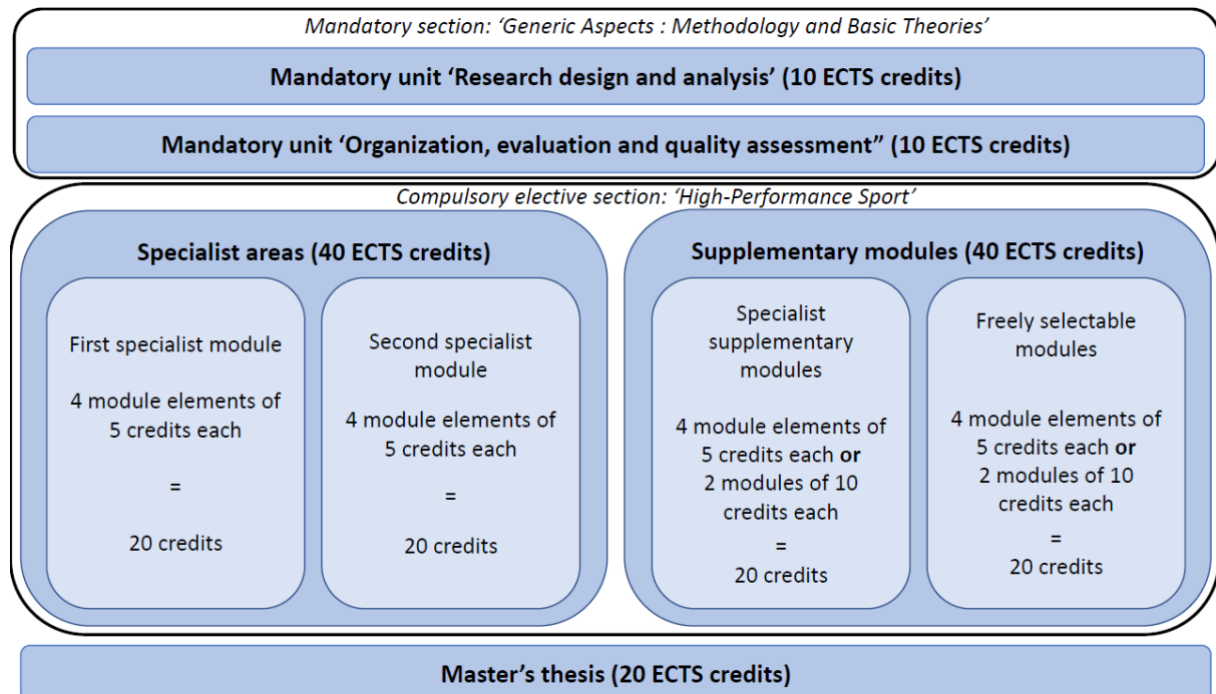 Mandatory section: ‘Generic Aspects : Methodology and Basic Theories’
Mandatory unit ‘Research design and analysis’ (10 ECTS credits)
Mandatory unit ‘Organization, evaluation and quality assessment” (10 ECTS credits)
Compulsory elective section: ‘High-Performance Sport’
Specialist areas (40 ECTS credits)
First specialist module
4 module elements of
5 credits each
=
20 credits
Second specialist
module
4 module elements of
5 credits each
=
20 credits
Supplementary modules (40 ECTS credits)
Specialist
supplementary
modules
4 module elements of
5 credits each or
2 modules of 10
credits each
=
20 credits
Freely selectable
modules
4 module elements of
5 credits each or
2 modules of 10
credits each
=
20 credits
Master’s thesis (20 ECTS credits)